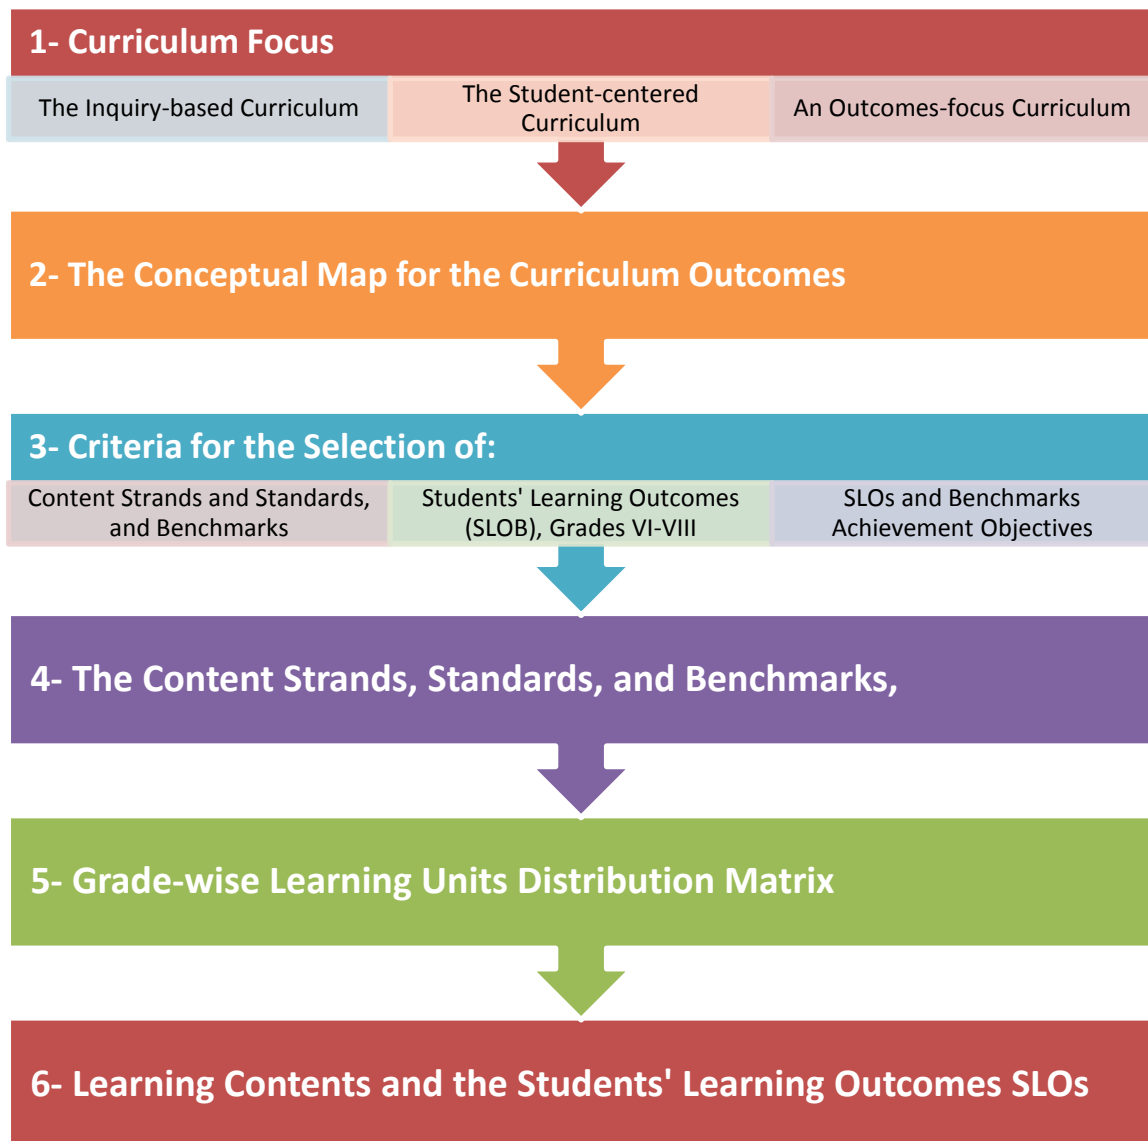 1- Curriculum Focus
The Inquiry-based Curriculum
The Student-centered
Curriculum
An Outcomes-focus Curriculum
2- The Conceptual Map for the Curriculum Outcomes
3- Criteria for the Selection of:
Content Strands and Standards,
and Benchmarks
Students' Learning Outcomes
(SLOB), Grades VI-VIII
SLOs and Benchmarks
Achievement Objectives
4- The Content Strands, Standards, and Benchmarks,
5- Grade-wise Learning Units Distribution Matrix
6- Learning Contents and the Students' Learning Outcomes SLOs